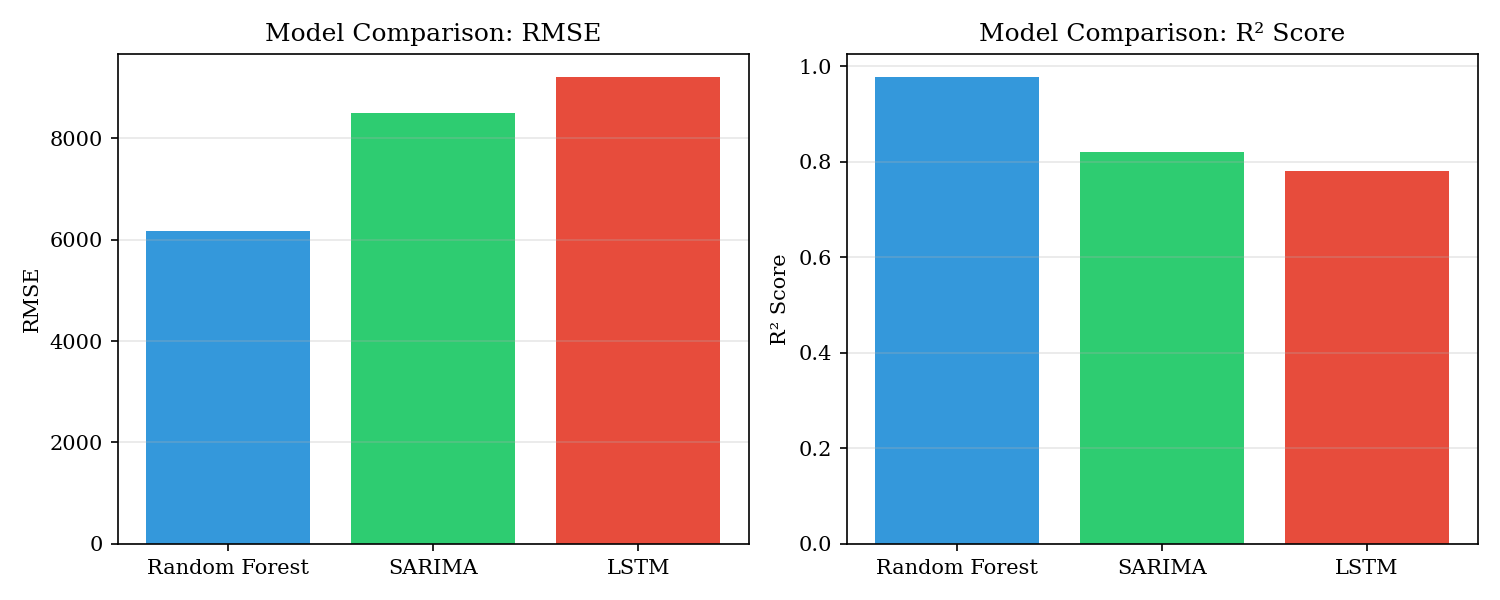 Model Comparison: RMSE
RMSE
8000
6000
4000
2000
0
Random Forest SARIMA LSTM
Model Comparison: R² Score
R² Score
1.0
0.8
0.6
0.4
0.2
0.0
Random Forest SARIMA LSTM